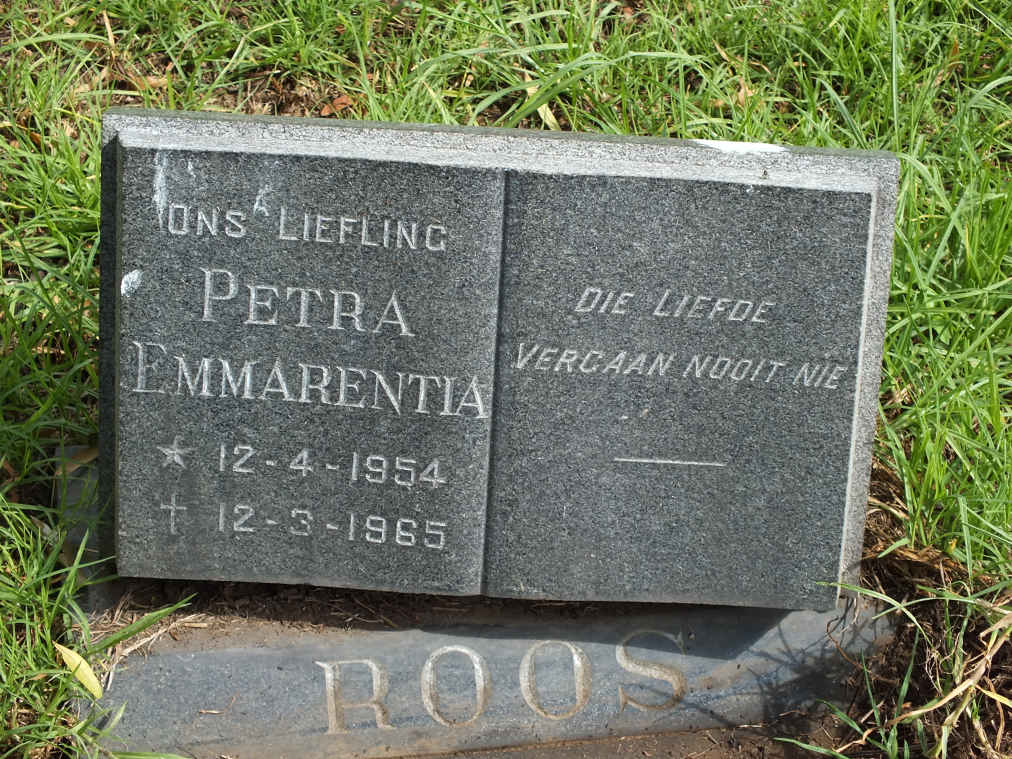 ONS LIEFLING
PETRA
EMMARENTIA
★ 12-4-1954
† 12-3-1965
DIE LIEFDE
VERGAAN NOOIT NIE
ROOS